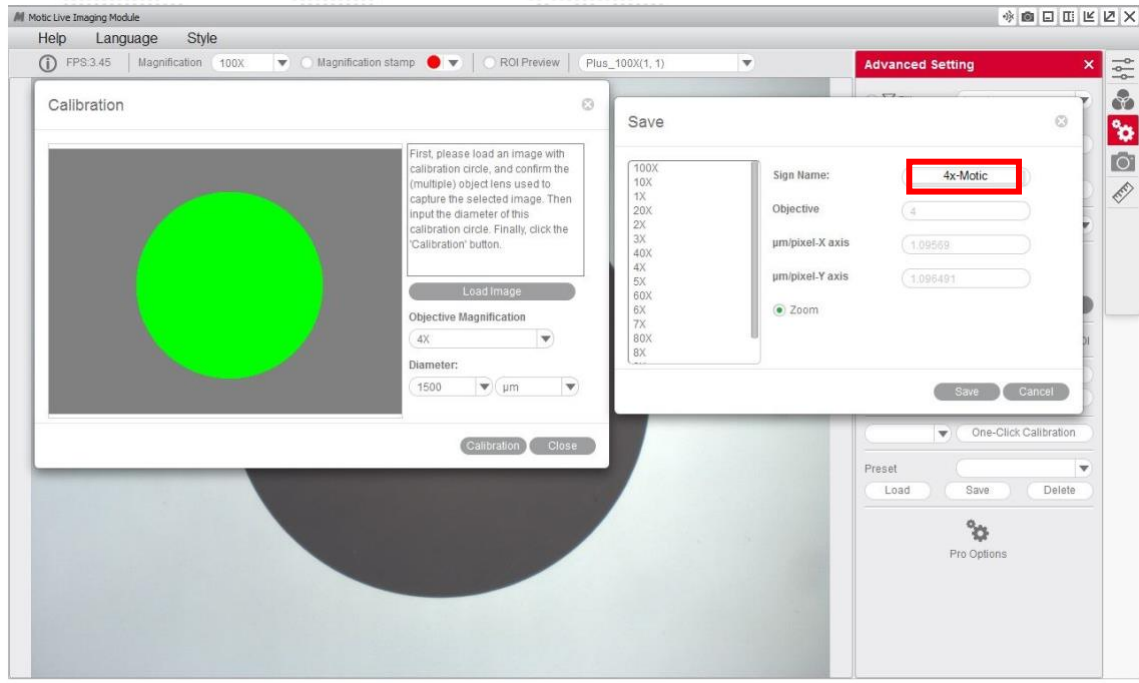 Motic Live Imaging Module
Help Language Style
FPS:3.45 Magnification 100X Magnification stamp ROI Preview Plus_100X(1, 1)
Advanced Setting
Calibration
First, please load an image with
calibration circle, and confirm the
(multiple) object lens used to
capture the selected image. Then
input the diameter of this
calibration circle. Finally, click the
'Calibration' button.
Load Image
Objective Magnification
4X
Diameter:
1500 µm
Calibration Close
Save
100X
10X
1X
20X
2X
3X
40X
4X
5X
60X
6X
7X
80X
8X
Sign Name: 4x-Motic
Objective 4
µm/pixel-X axis 1.09569
µm/pixel-Y axis 1.096491
Zoom
Save Cancel
One-Click Calibration
Preset
Load Save Delete
Pro Options